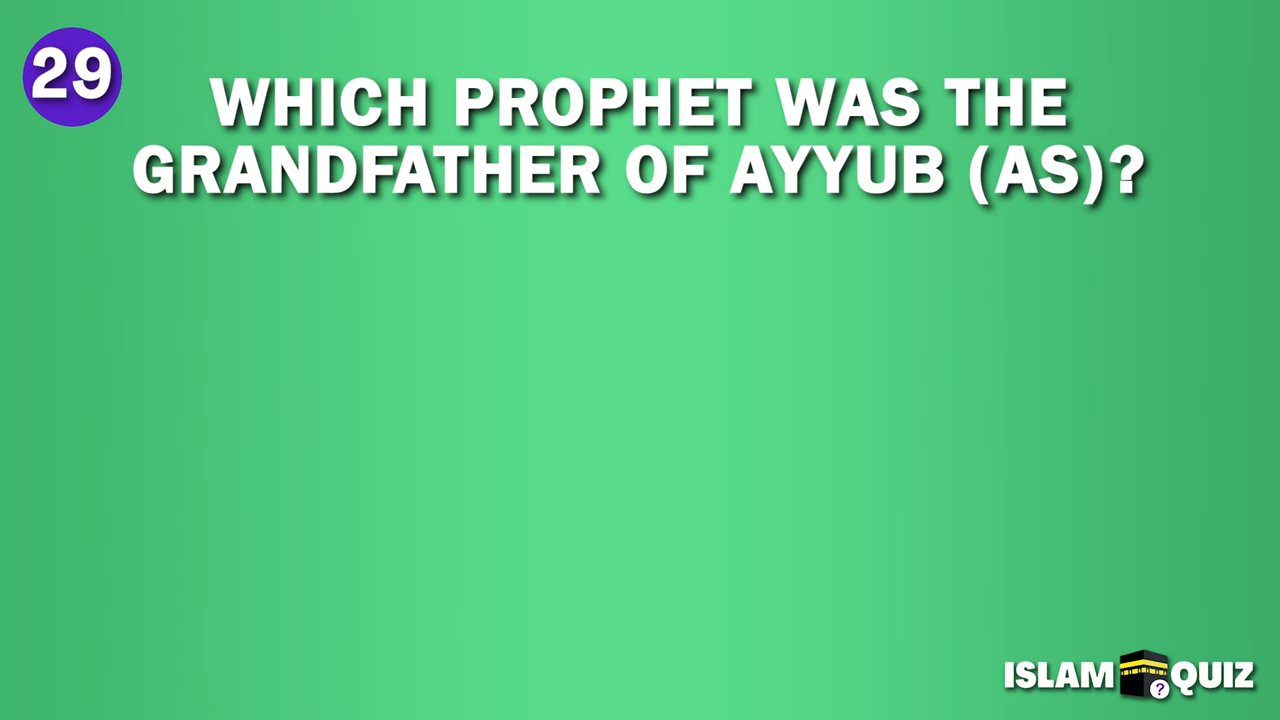 29
WHICH PROPHET WAS THE
GRANDFATHER OF AYYUB (AS)?
ISLAM QUIZ
?